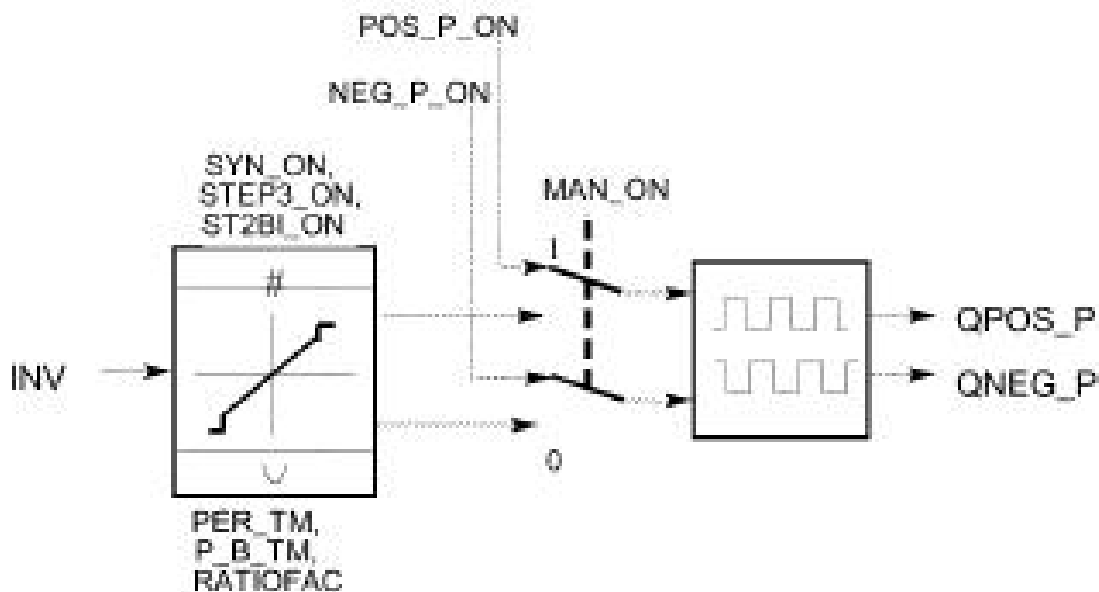 POS_P_ON
NEG_P_ON
SYN_ON,
STEP3_ON,
ST2BI_ON
MAN_ON
1
#
INV
QPOS_P
QNEG_P
0
PER_TM,
P_B_TM,
RATIOFAC